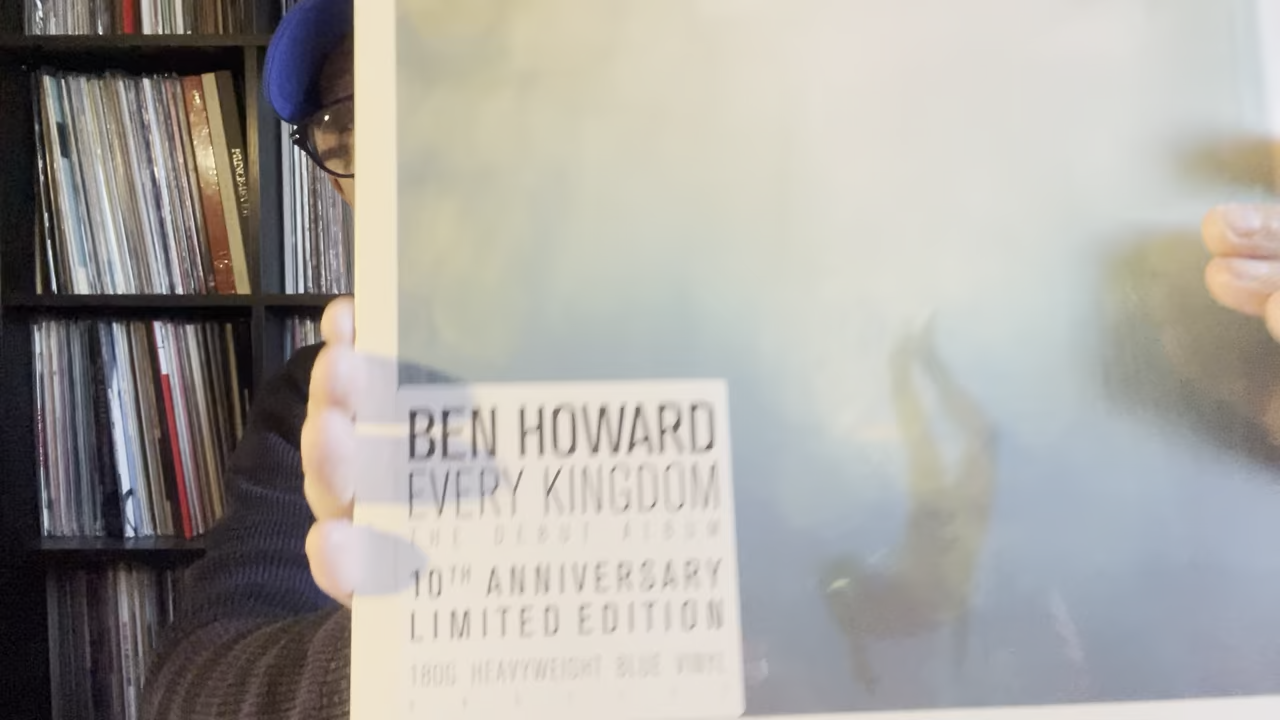 BEN HOWARD
EVERY KINGDOM
THE DEBUT ALBUM
10TH ANNIVERSARY
LIMITED EDITION
180G HEAVYWEIGHT BLUE VINYL